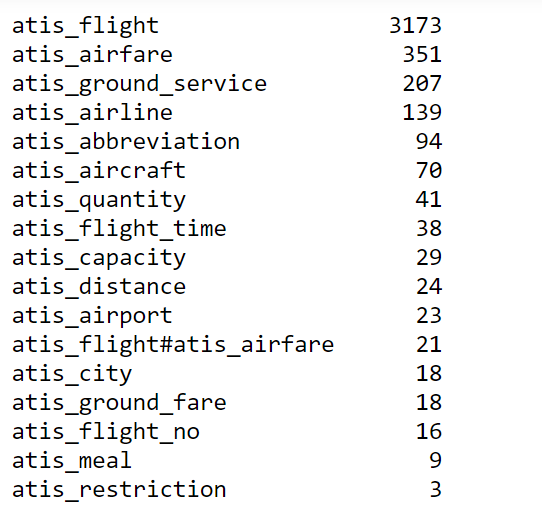 atis_flight 3173
atis_airfare 351
atis_ground_service 207
atis_airline 139
atis_abbreviation 94
atis_aircraft 70
atis_quantity 41
atis_flight_time 38
atis_capacity 29
atis_distance 24
atis_airport 23
atis_flight#atis_airfare 21
atis_city 18
atis_ground_fare 18
atis_flight_no 16
atis_meal 9
atis_restriction 3